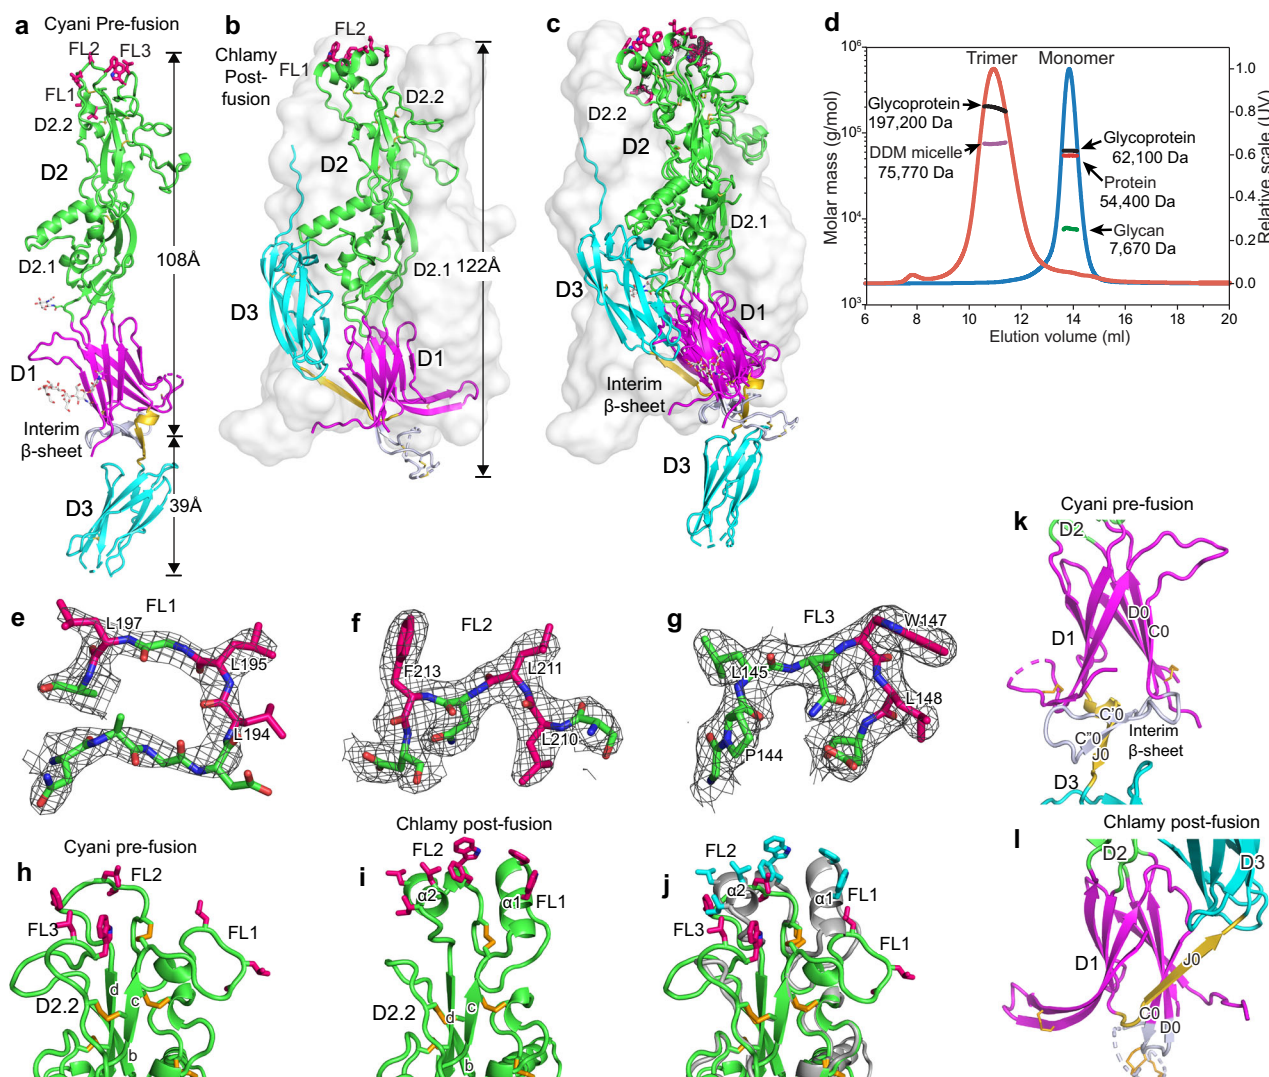 a Cyani Pre-fusion
FL2 FL3
FL1
D2.2
D2
D2.1
108Å
D1
Interim
β-sheet
D3
39Å
b
FL2
Chlamy
Post-
fusion
FL1
D2.2
D2
D2.1
122Å
D3
D1
c
D2.2
D2
D2.1
D3
D1
Interim
β-sheet
D3
d
Trimer Monomer
Molar mass (g/mol)
10⁶
10⁵
10⁴
10³
Glycoprotein
197,200 Da
DDM micelle
75,770 Da
Glycoprotein
62,100 Da
Protein
54,400 Da
Glycan
7,670 Da
1.0
0.8
0.6
0.4
0.2
0.0
Relative scale (UV)
6 8 10 12 14 16 18 20
Elution volume (ml)
e FL1
L197
L195
L194
f FL2
F213
L211
L210
g FL3
W147
L145
L148
P144
h Cyani pre-fusion
FL2
FL3
FL1
D2.2
d
c
b
i Chlamy post-fusion
FL2
α2
α1
FL1
D2.2
d
c
b
j
FL2
α2
α1
FL1
FL3
FL1
k Cyani pre-fusion
D2
D0
C0
D1
C'0
C"0
J0
Interim
β-sheet
D3
l Chlamy post-fusion
D2
D3
J0
D1
C0
D0